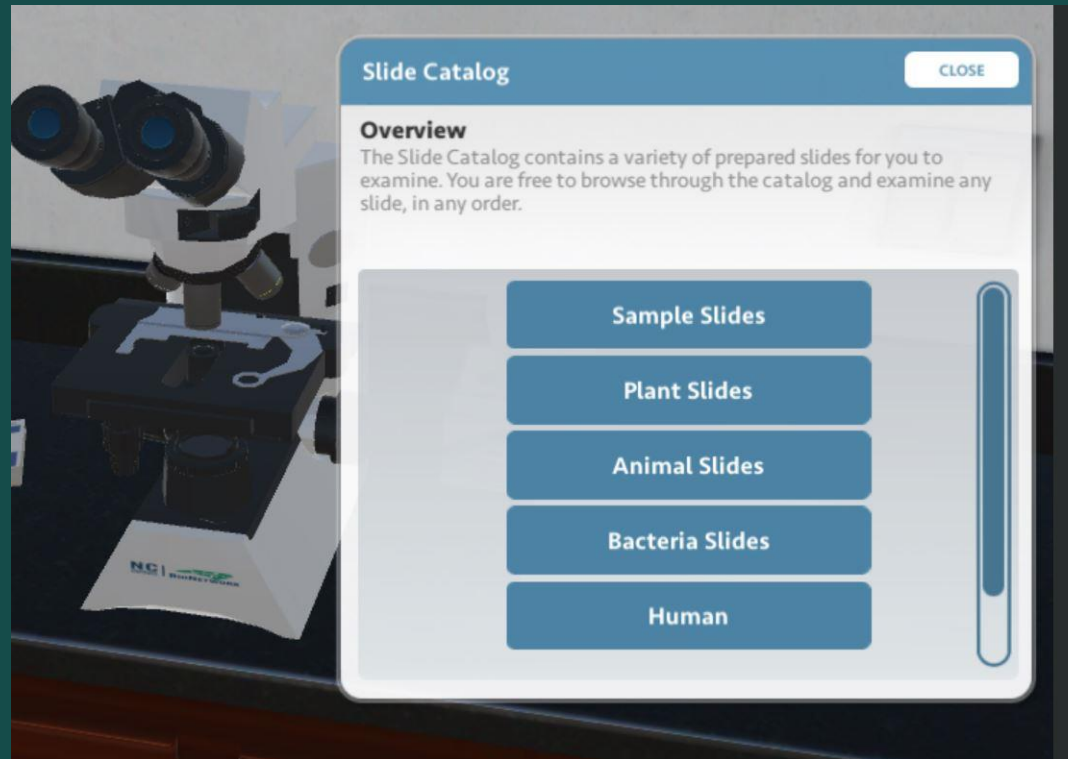 Slide Catalog
CLOSE
Overview
The Slide Catalog contains a variety of prepared slides for you to
examine. You are free to browse through the catalog and examine any
slide, in any order.
Sample Slides
Plant Slides
Animal Slides
Bacteria Slides
Human
NC
BioNetwork